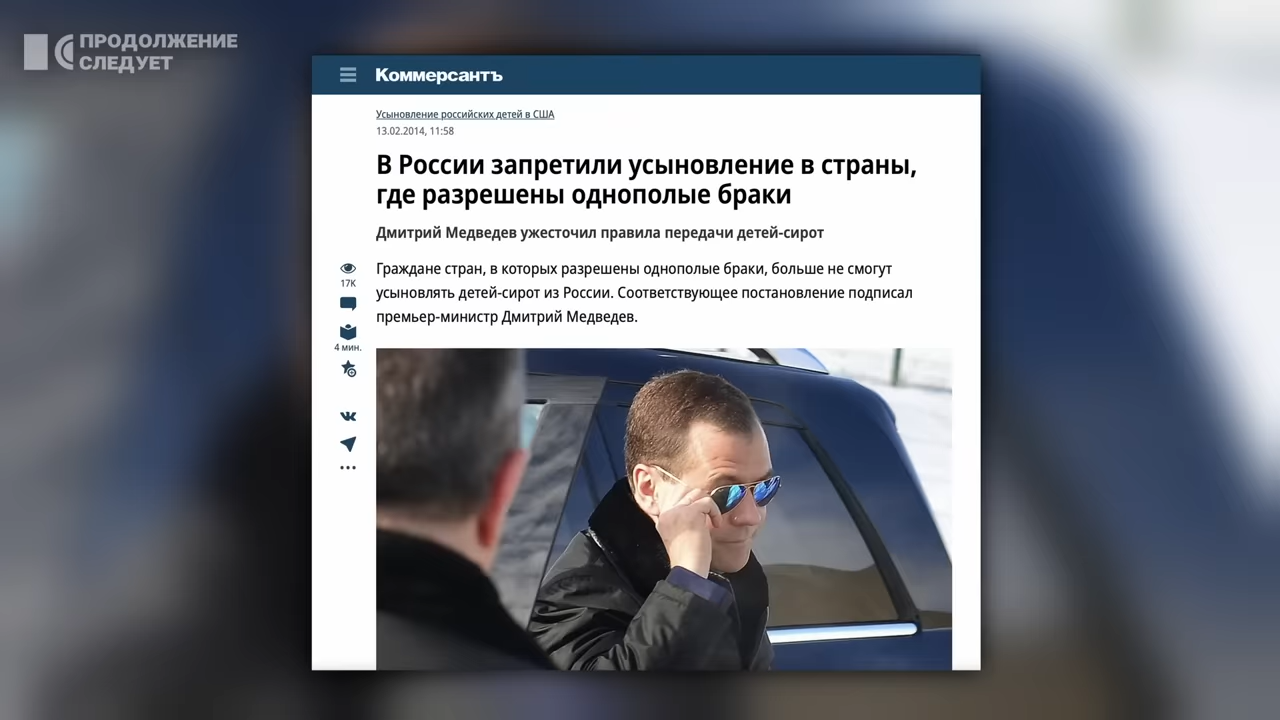 ПРОДОЛЖЕНИЕ
СЛЕДУЕТ
Коммерсантъ
Усыновление российских детей в США
13.02.2014, 11:58
В России запретили усыновление в страны,
где разрешены однополые браки
Дмитрий Медведев ужесточил правила передачи детей-сирот
Граждане стран, в которых разрешены однополые браки, больше не смогут
усыновлять детей-сирот из России. Соответствующее постановление подписал
премьер-министр Дмитрий Медведев.
17K
4 мин.